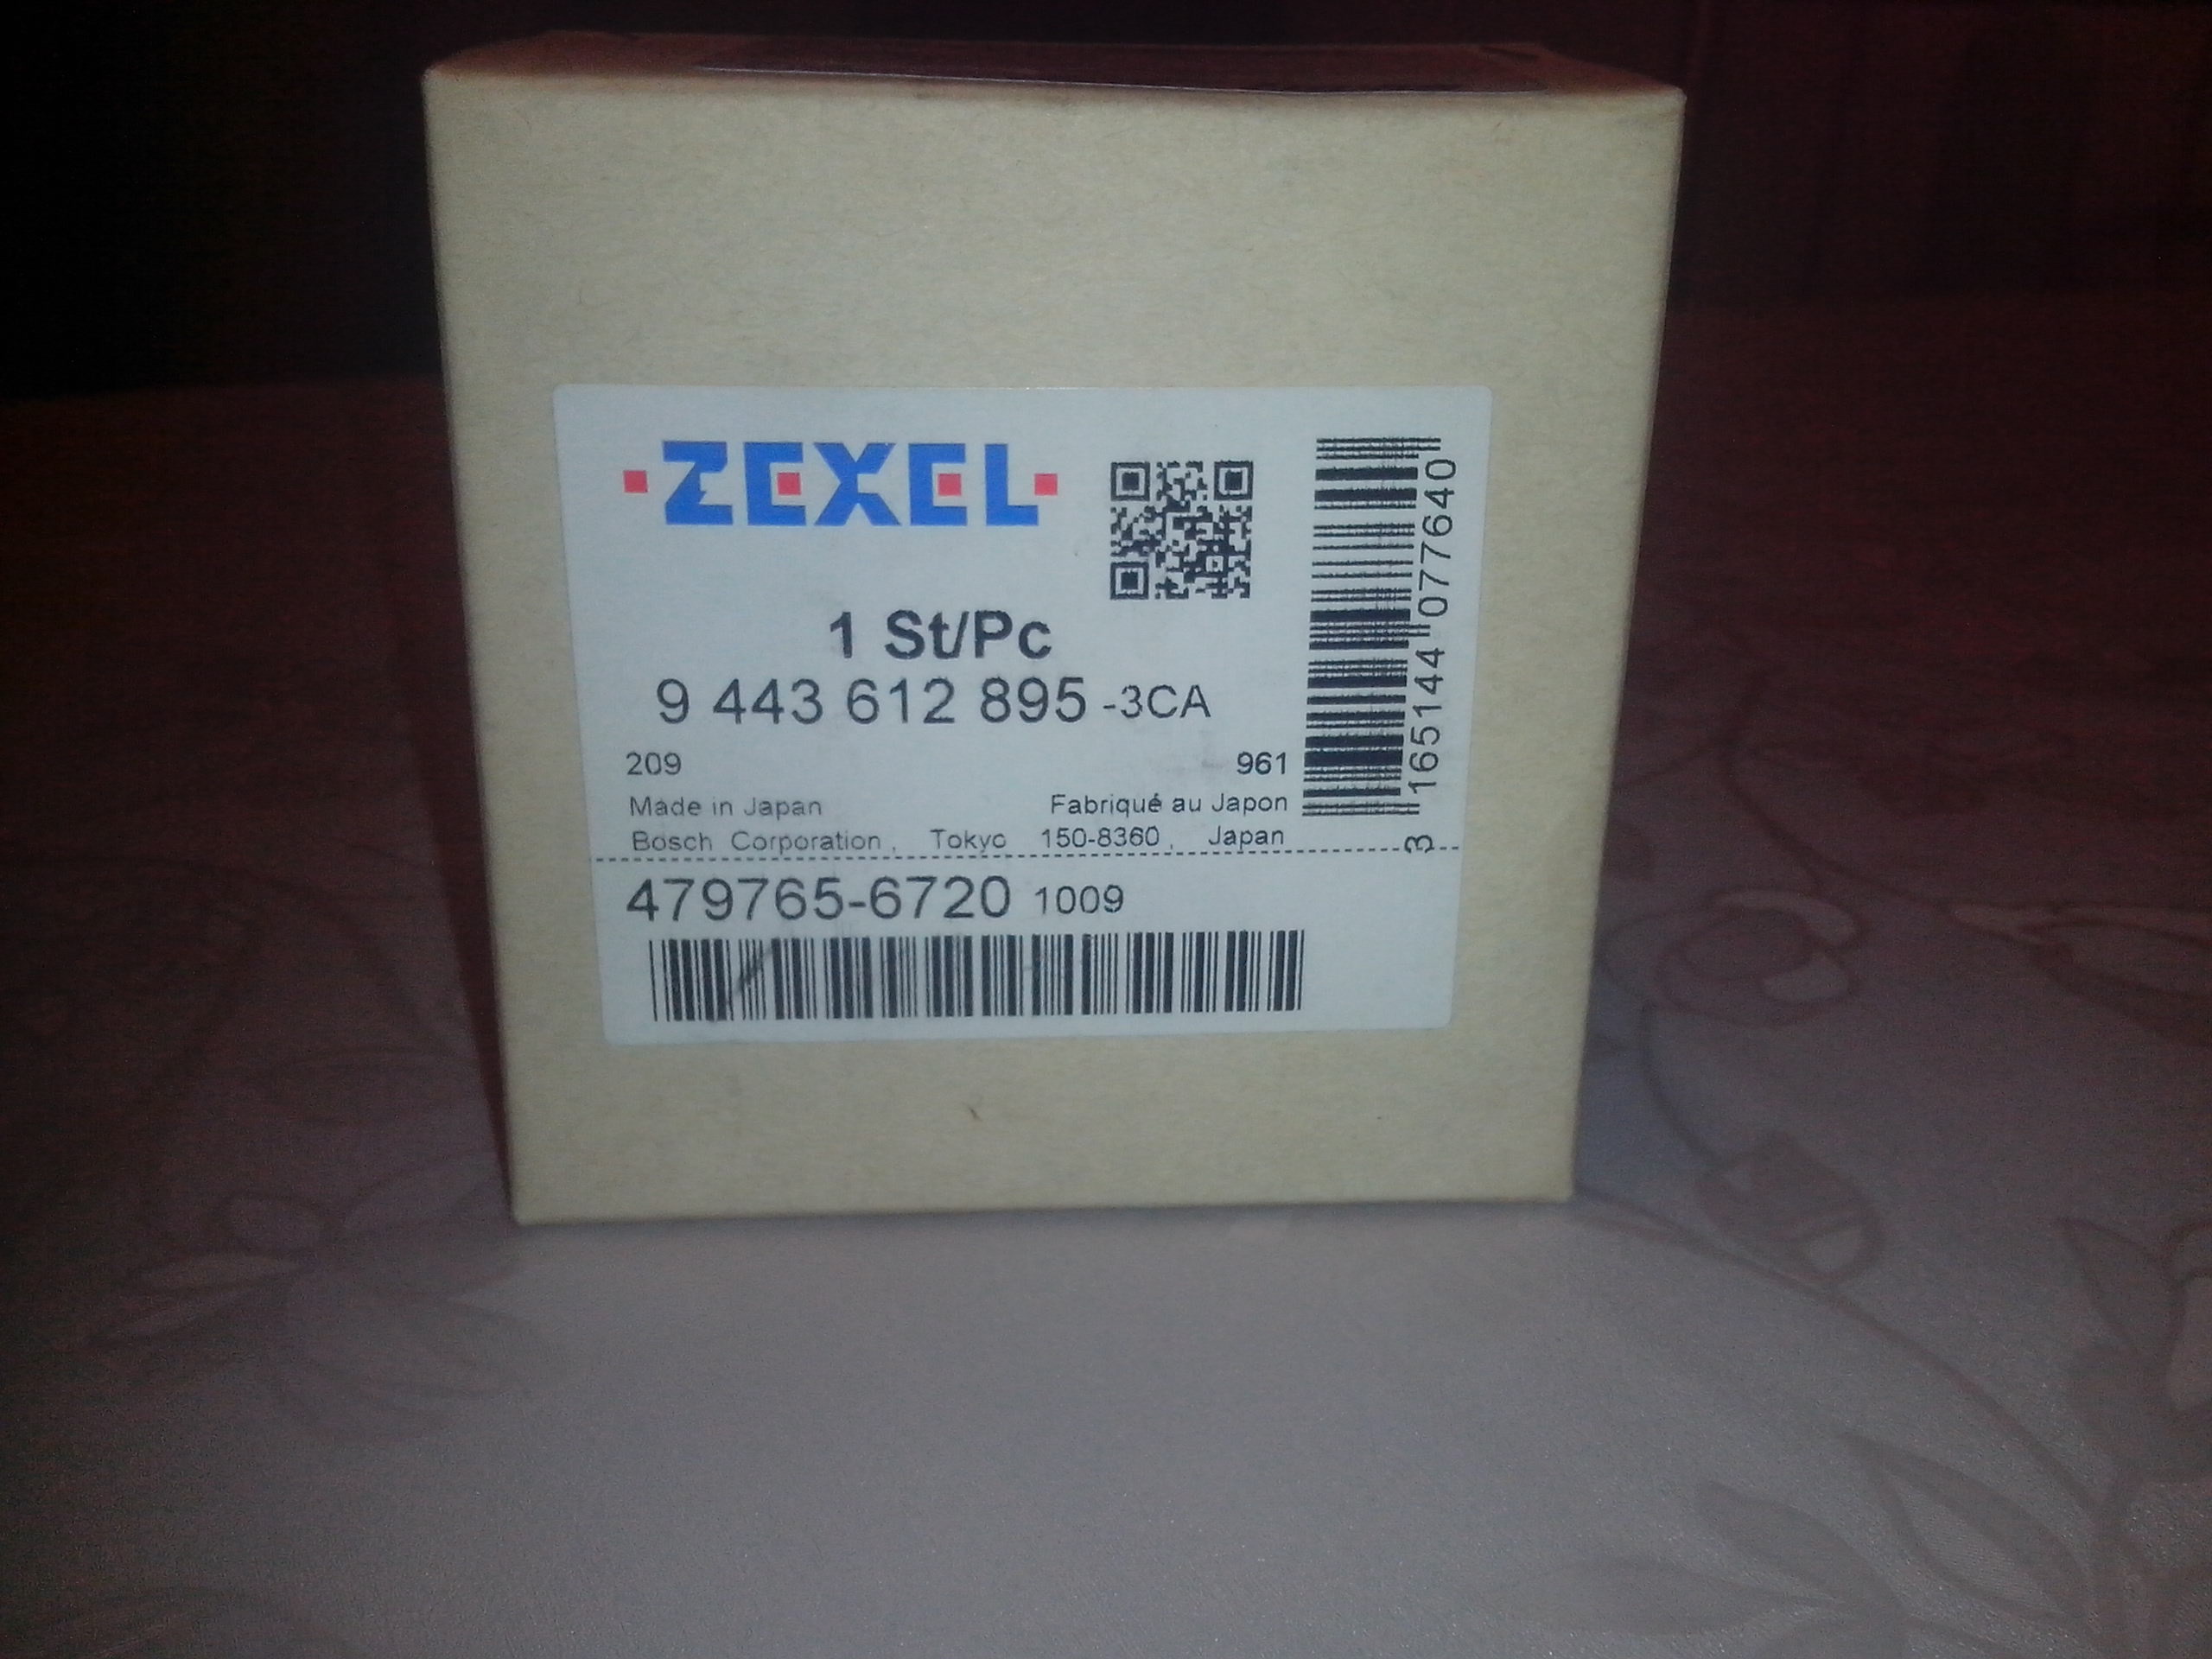 ZEXEL
1 St/Pc
9 443 612 895 -3CA
209 961
Made in Japan Fabriqué au Japon
Bosch Corporation, Tokyo 150-8360, Japan
479765-6720 1009
3 165144 077640